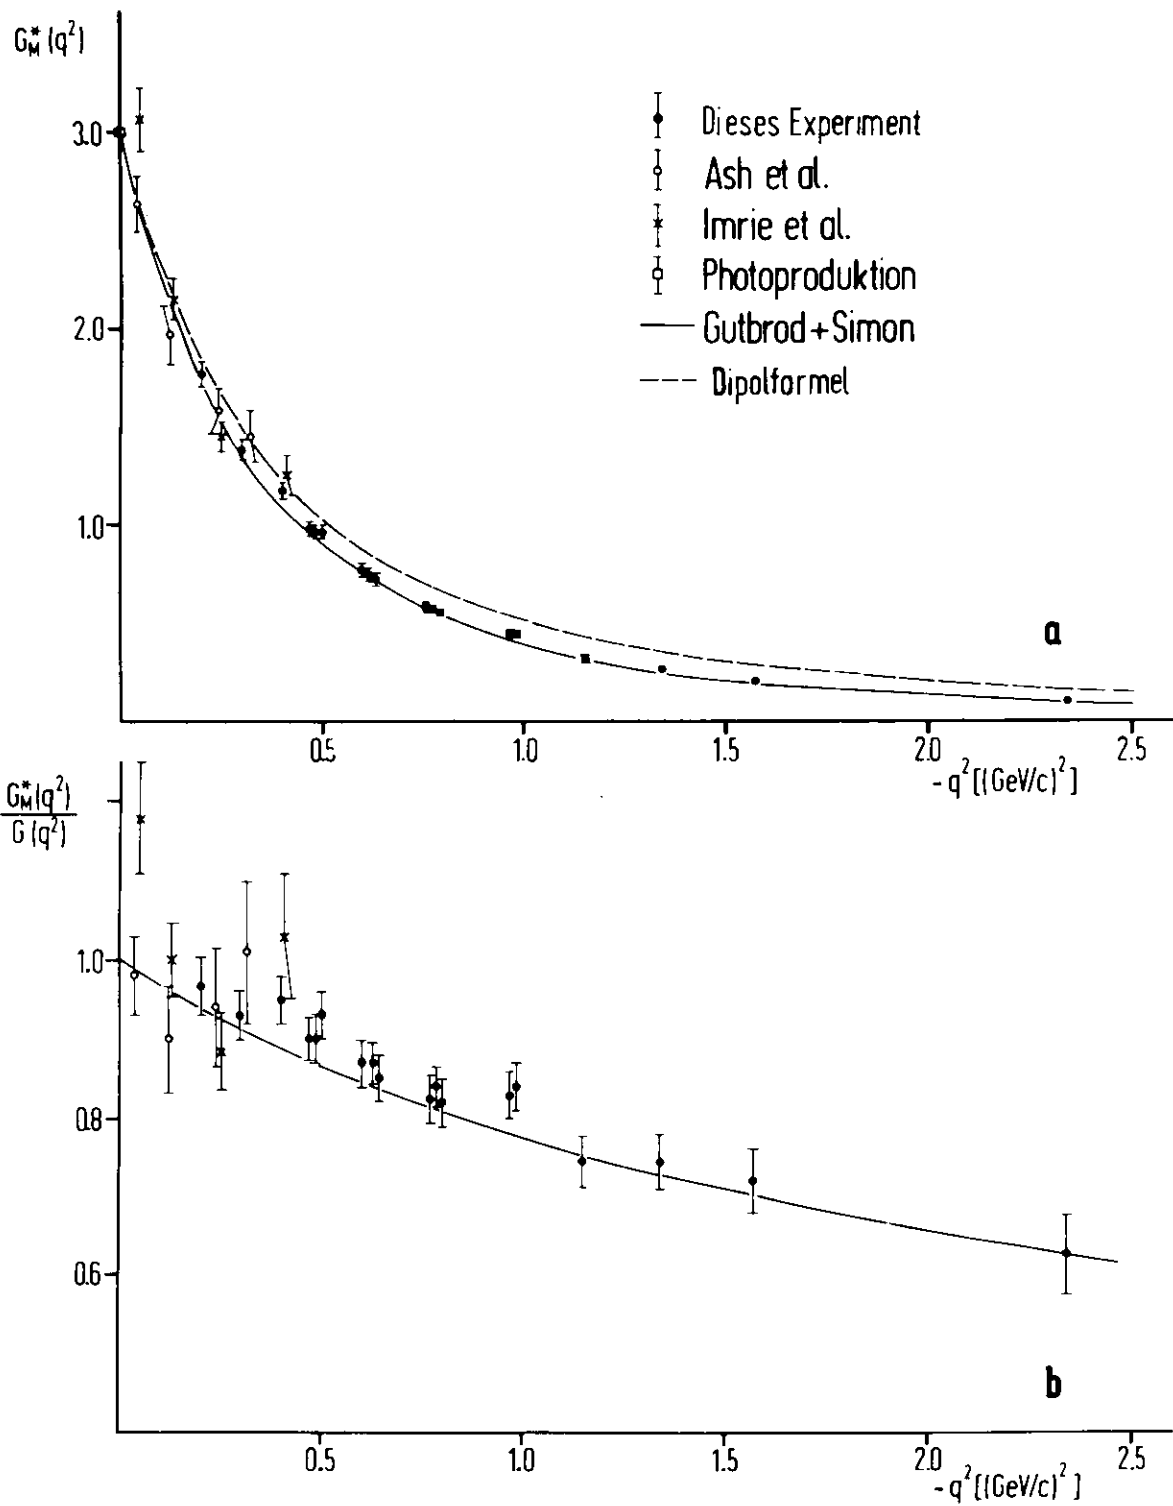 G*M(q²)
3.0
2.0
1.0
Dieses Experiment
Ash et al.
Imrie et al.
Photoproduktion
Gutbrod+Simon
Dipolformel
a
0.5 1.0 1.5 2.0 2.5
-q²[(GeV/c)²]
G*M(q²)
G(q²)
1.0
0.8
0.6
b
0.5 1.0 1.5 2.0 2.5
-q²[(GeV/c)²]